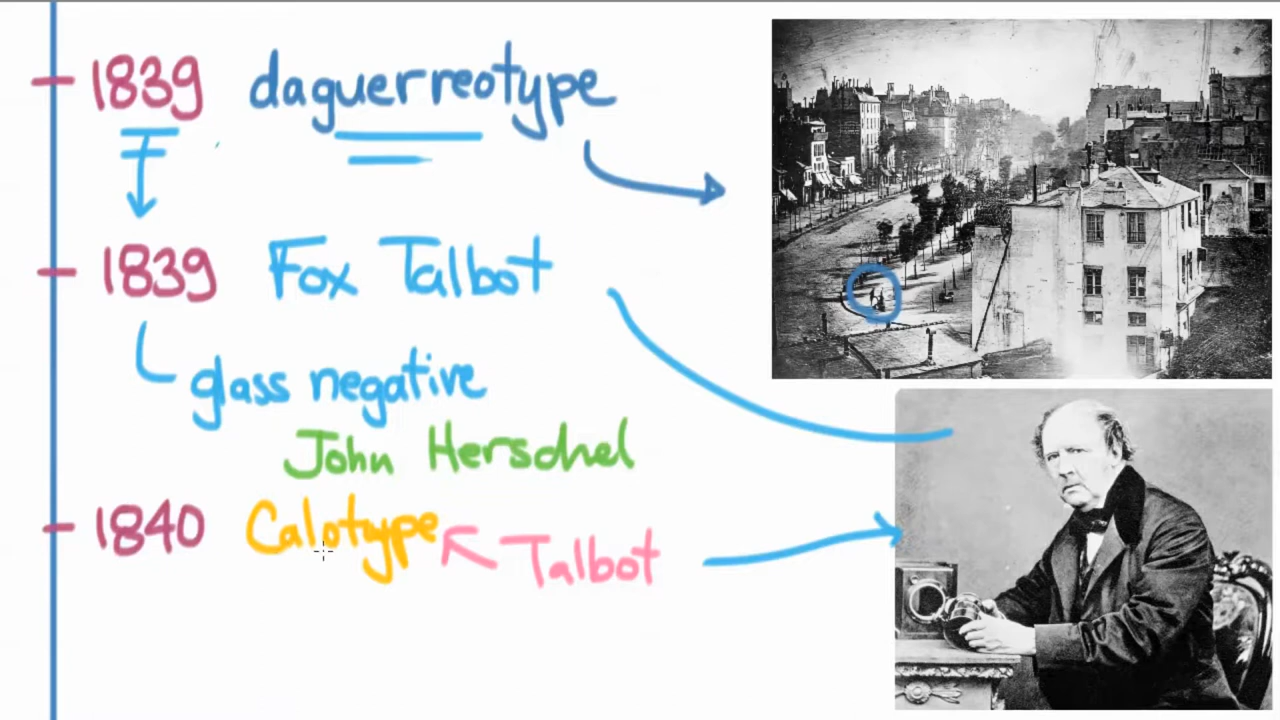 1839 daguerreotype
1839 Fox Talbot
glass negative
John Herschel
1840 Calotype Talbot